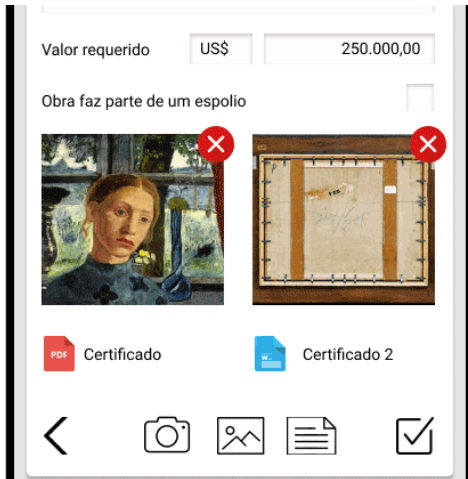 Valor requerido US$ 250.000,00
Obra faz parte de um espolio
PDF Certificado
W Certificado 2